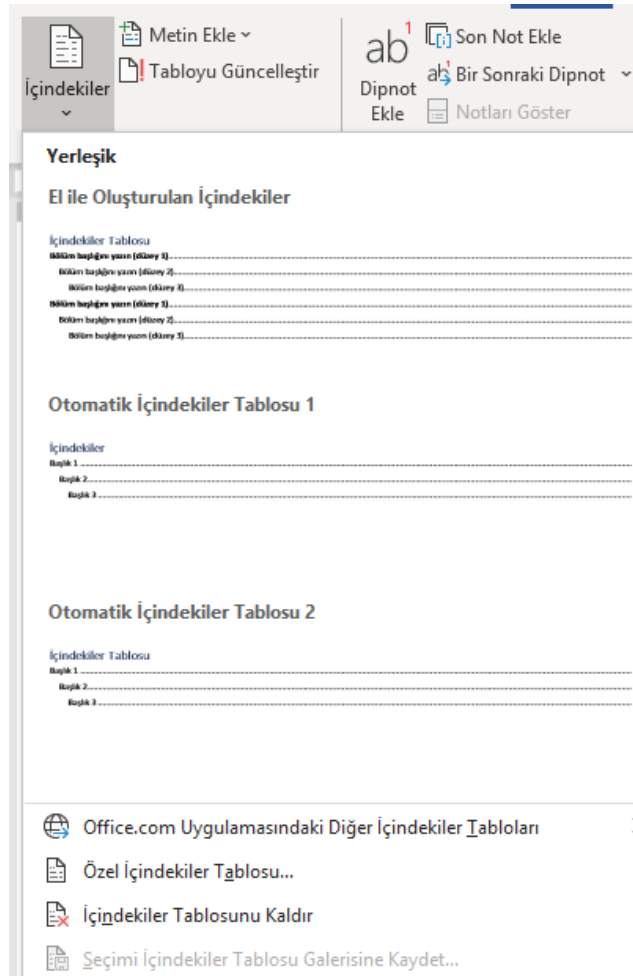 İçindekiler
Metin Ekle
Tabloyu Güncelleştir
ab1
Dipnot
Ekle
Son Not Ekle
Bir Sonraki Dipnot
Notları Göster
Yerleşik
El ile Oluşturulan İçindekiler
İçindekiler Tablosu
Bölüm başlığını yazın (düzey 1)
Bölüm başlığını yazın (düzey 2)
Bölüm başlığını yazın (düzey 3)
Bölüm başlığını yazın (düzey 1)
Bölüm başlığını yazın (düzey 2)
Bölüm başlığını yazın (düzey 3)
Otomatik İçindekiler Tablosu 1
İçindekiler
Başlık 1
Başlık 2
Başlık 3
Otomatik İçindekiler Tablosu 2
İçindekiler Tablosu
Başlık 1
Başlık 2
Başlık 3
Office.com Uygulamasındaki Diğer İçindekiler Tabloları
Özel İçindekiler Tablosu...
İçindekiler Tablosunu Kaldır
Seçimi İçindekiler Tablosu Galerisine Kaydet...